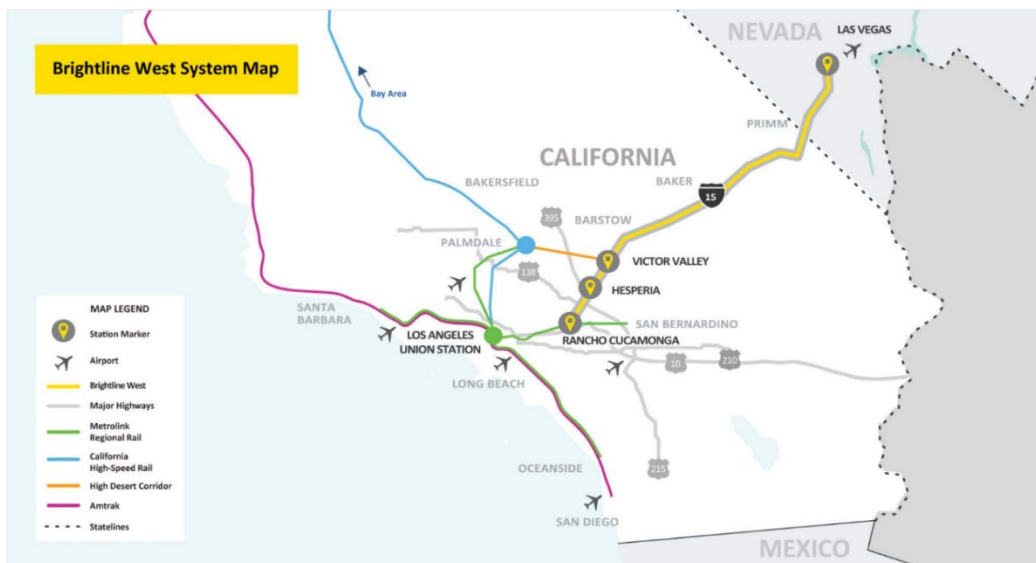 Brightline West System Map
Bay Area
NEVADA
LAS VEGAS
PRIMM
CALIFORNIA
BAKERSFIELD
BAKER
15
395
BARSTOW
PALMDALE
138
VICTOR VALLEY
HESPERIA
SANTA
BARBARA
LOS ANGELES
UNION STATION
SAN BERNARDINO
RANCHO CUCAMONGA
10
210
LONG BEACH
OCEANSIDE
215
SAN DIEGO
MEXICO
MAP LEGEND
Station Marker
Airport
Brightline West
Major Highways
Metrolink
Regional Rail
California
High-Speed Rail
High Desert Corridor
Amtrak
Statelines